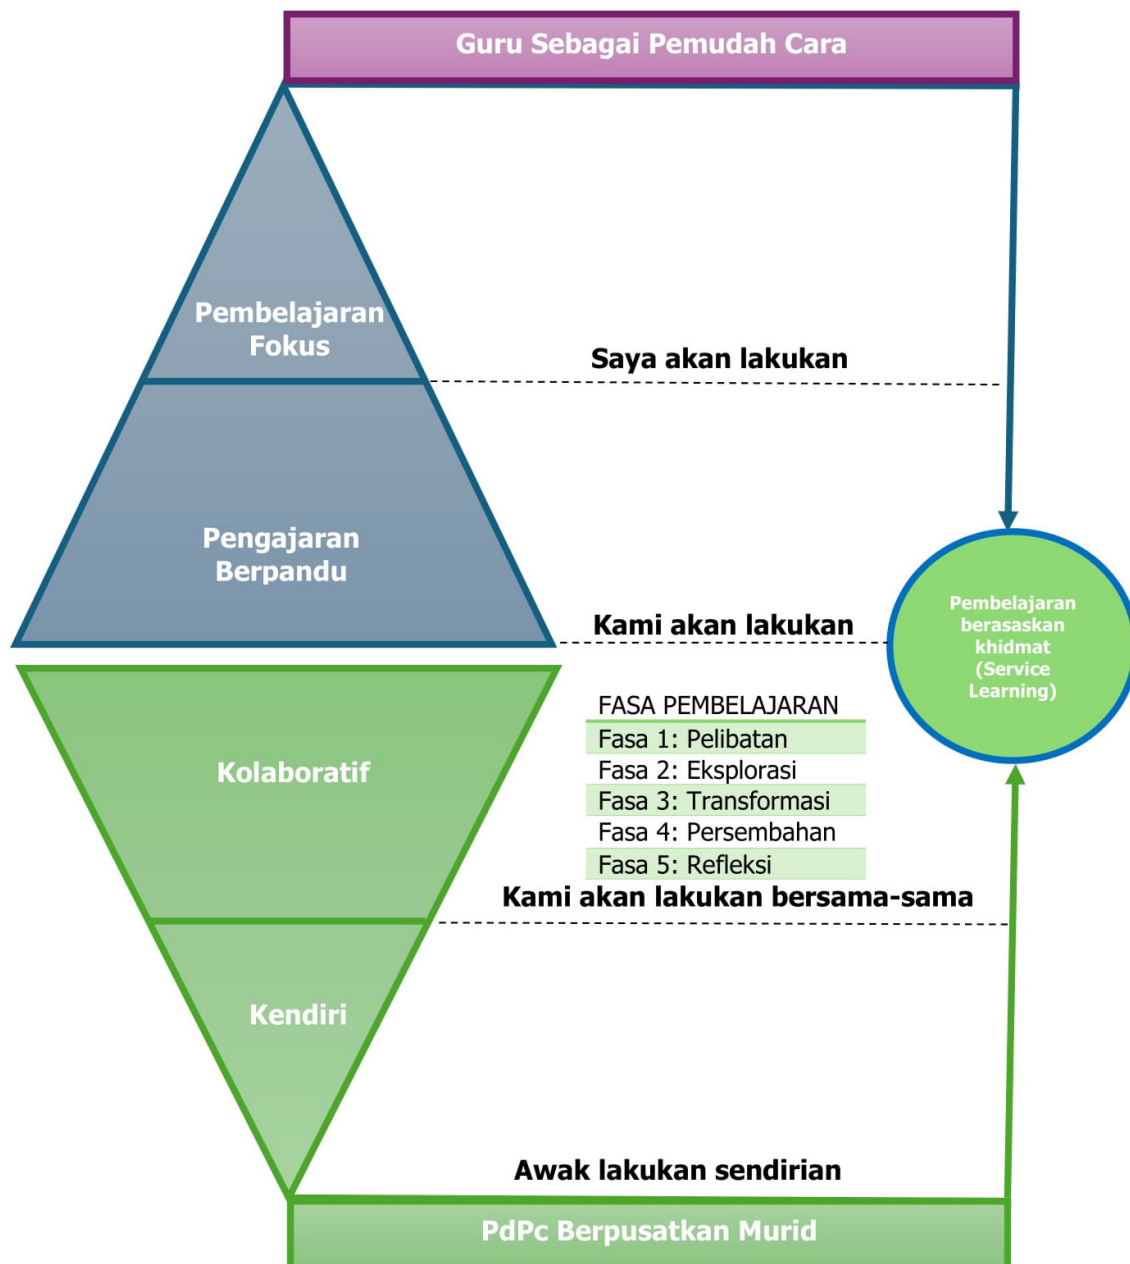 Guru Sebagai Pemudah Cara
Pembelajaran
Fokus
Saya akan lakukan
Pengajaran
Berpandu
Kami akan lakukan
Pembelajaran
berasaskan
khidmat
(Service
Learning)
FASA PEMBELAJARAN
Fasa 1: Pelibatan
Fasa 2: Eksplorasi
Fasa 3: Transformasi
Fasa 4: Persembahan
Fasa 5: Refleksi
Kolaboratif
Kami akan lakukan bersama-sama
Kendiri
Awak lakukan sendirian
PdPc Berpusatkan Murid